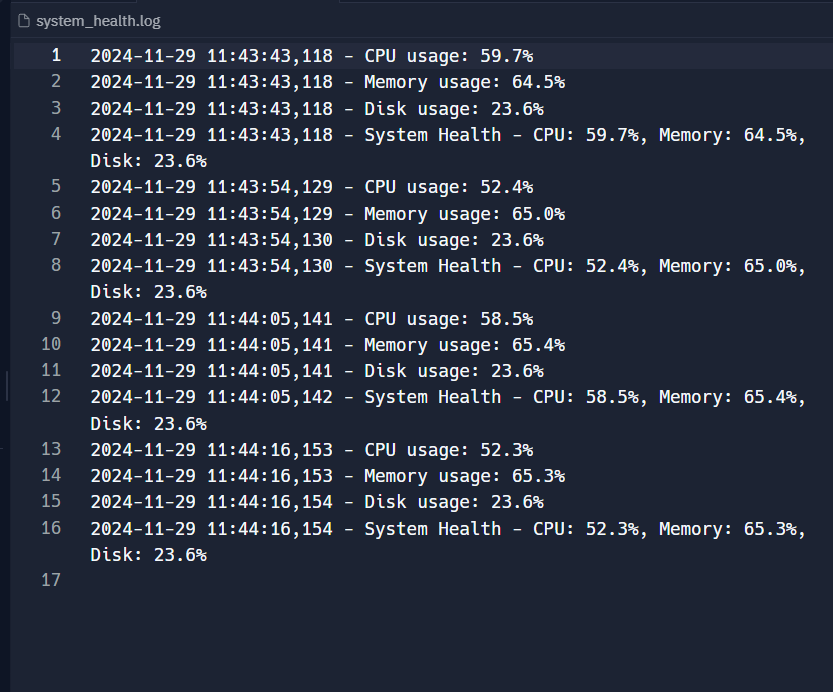 system_health.log
1 2024-11-29 11:43:43,118 - CPU usage: 59.7%
2 2024-11-29 11:43:43,118 - Memory usage: 64.5%
3 2024-11-29 11:43:43,118 - Disk usage: 23.6%
4 2024-11-29 11:43:43,118 - System Health - CPU: 59.7%, Memory: 64.5%,
Disk: 23.6%
5 2024-11-29 11:43:54,129 - CPU usage: 52.4%
6 2024-11-29 11:43:54,129 - Memory usage: 65.0%
7 2024-11-29 11:43:54,130 - Disk usage: 23.6%
8 2024-11-29 11:43:54,130 - System Health - CPU: 52.4%, Memory: 65.0%,
Disk: 23.6%
9 2024-11-29 11:44:05,141 - CPU usage: 58.5%
10 2024-11-29 11:44:05,141 - Memory usage: 65.4%
11 2024-11-29 11:44:05,141 - Disk usage: 23.6%
12 2024-11-29 11:44:05,142 - System Health - CPU: 58.5%, Memory: 65.4%,
Disk: 23.6%
13 2024-11-29 11:44:16,153 - CPU usage: 52.3%
14 2024-11-29 11:44:16,153 - Memory usage: 65.3%
15 2024-11-29 11:44:16,154 - Disk usage: 23.6%
16 2024-11-29 11:44:16,154 - System Health - CPU: 52.3%, Memory: 65.3%,
Disk: 23.6%
17